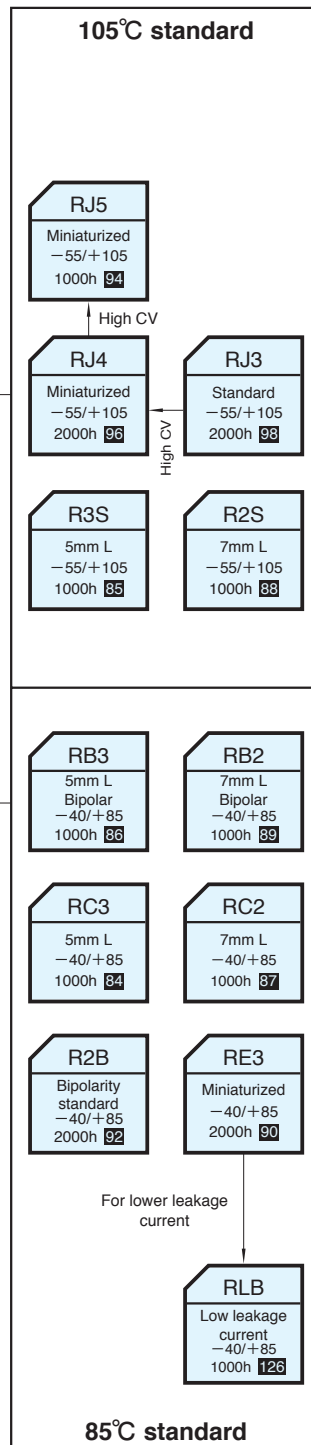 105℃ standard
RJ5
Miniaturized
−55/+105
1000h 94
High CV
RJ4
Miniaturized
−55/+105
2000h 96
High CV
RJ3
Standard
−55/+105
2000h 98
R3S
5mm L
−55/+105
1000h 85
R2S
7mm L
−55/+105
1000h 88
RB3
5mm L
Bipolar
−40/+85
1000h 86
RB2
7mm L
Bipolar
−40/+85
1000h 89
RC3
5mm L
−40/+85
1000h 84
RC2
7mm L
−40/+85
1000h 87
R2B
Bipolarity
standard
−40/+85
2000h 92
RE3
Miniaturized
−40/+85
2000h 90
For lower leakage
current
RLB
Low leakage
current
−40/+85
1000h 126
85℃ standard